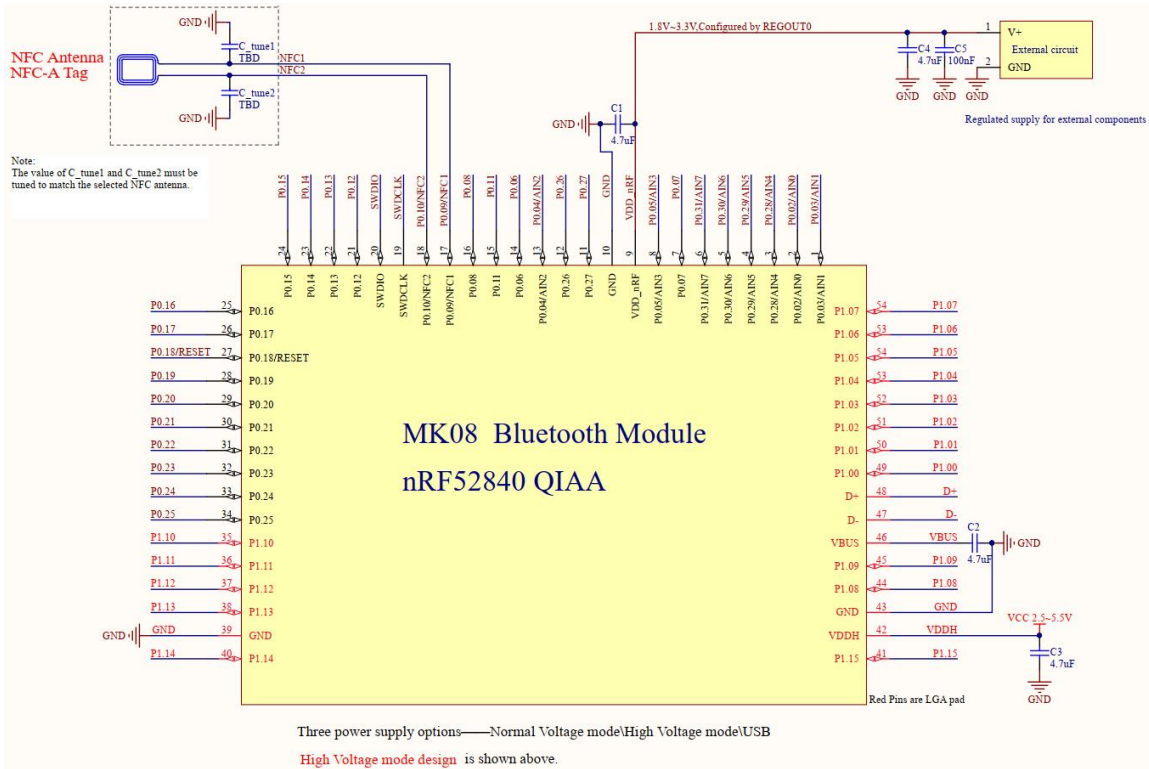 GND
C_tune1
TBD
NFC Antenna
NFC-A Tag
NFC1
NFC2
C_tune2
TBD
GND
Note:
The value of C_tune1 and C_tune2 must be
tuned to match the selected NFC antenna.
1.8V~3.3V,Configured by REGOUT0
C4
4.7uF
C5
100nF
1
V+
External circuit
2
GND
GND
GND
GND
Regulated supply for external components
GND
C1
4.7uF
P0.15
P0.14
P0.13
P0.12
SWDIO
SWDCLK
P0.10/NFC2
P0.09/NFC1
P0.08
P0.11
P0.06
P0.04/AIN2
P0.26
P0.27
GND
VDD_nRF
P0.05/AIN3
P0.07
P0.31/AIN7
P0.30/AIN6
P0.29/AIN5
P0.28/AIN4
P0.02/AIN0
P0.03/AIN1
24 23 22 21 20 19 18 17 16 15 14 13 12 11 10 9 8 7 6 5 4 3 2 1
P0.15
P0.14
P0.13
P0.12
SWDIO
SWDCLK
P0.10/NFC2
P0.09/NFC1
P0.08
P0.11
P0.06
P0.04/AIN2
P0.26
P0.27
GND
VDD_nRF
P0.05/AIN3
P0.07
P0.31/AIN7
P0.30/AIN6
P0.29/AIN5
P0.28/AIN4
P0.02/AIN0
P0.03/AIN1
P0.16 25 P0.16
P0.17 26 P0.17
P0.18/RESET 27 P0.18/RESET
P0.19 28 P0.19
P0.20 29 P0.20
P0.21 30 P0.21
P0.22 31 P0.22
P0.23 32 P0.23
P0.24 33 P0.24
P0.25 34 P0.25
P1.10 35 P1.10
P1.11 36 P1.11
P1.12 37 P1.12
P1.13 38 P1.13
GND GND 39 GND
P1.14 40 P1.14
MK08 Bluetooth Module
nRF52840 QIAA
P1.07 54 P1.07
P1.06 53 P1.06
P1.05 54 P1.05
P1.04 53 P1.04
P1.03 52 P1.03
P1.02 51 P1.02
P1.01 50 P1.01
P1.00 49 P1.00
D+ 48 D+
D- 47 D-
VBUS 46 VBUS
C2
4.7uF
GND
P1.09 45 P1.09
P1.08 44 P1.08
GND 43 GND
VCC 2.5~5.5V
VDDH 42 VDDH
P1.15 41 P1.15
C3
4.7uF
GND
Red Pins are LGA pad
Three power supply options——Normal Voltage mode\High Voltage mode\USB
High Voltage mode design is shown above.